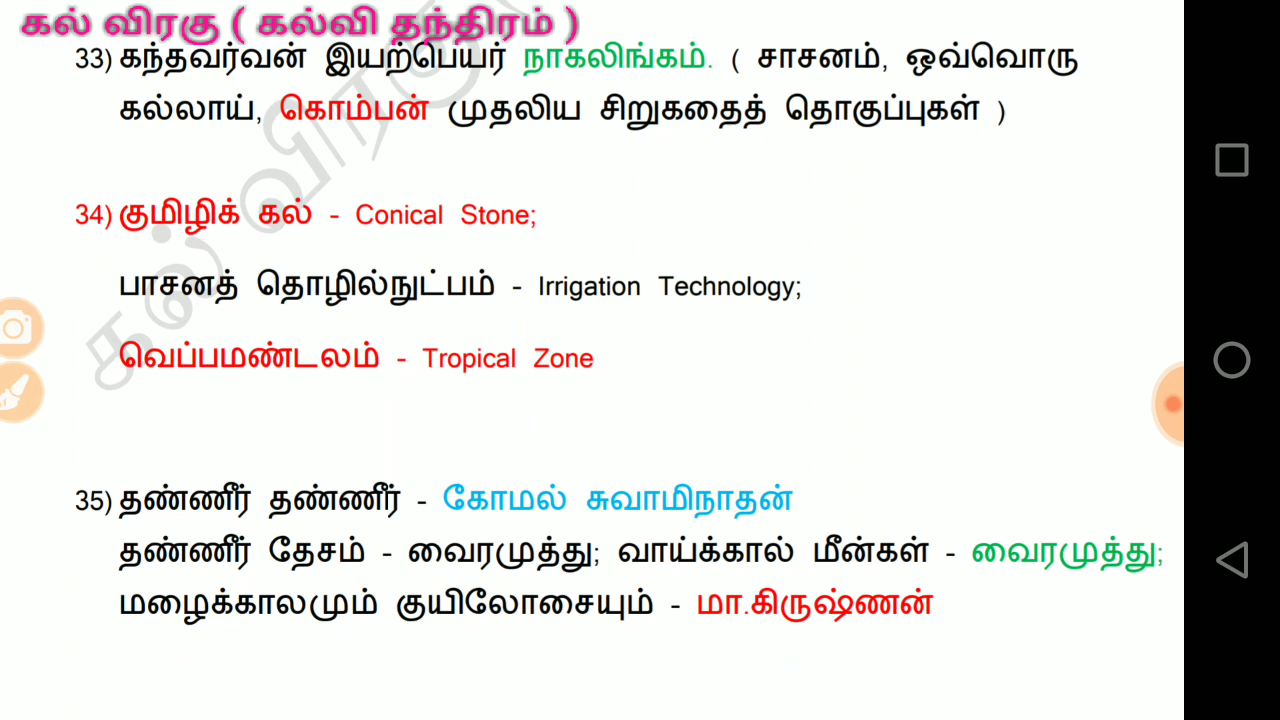 கல் விரகு ( கல்வி தந்திரம் )
33) கந்தவர்வன் இயற்பெயர் நாகலிங்கம். ( சாசனம், ஒவ்வொரு
கல்லாய், கொம்பன் முதலிய சிறுகதைத் தொகுப்புகள் )
34) குமிழிக் கல் - Conical Stone;
பாசனத் தொழில்நுட்பம் - Irrigation Technology;
வெப்பமண்டலம் - Tropical Zone
35) தண்ணீர் தண்ணீர் - கோமல் சுவாமிநாதன்
தண்ணீர் தேசம் - வைரமுத்து; வாய்க்கால் மீன்கள் - வைரமுத்து;
மழைக்காலமும் குயிலோசையும் - மா.கிருஷ்ணன்
கல் விரகு